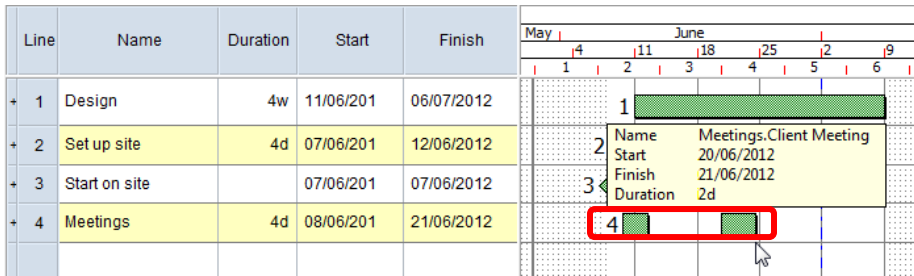 Line Name Duration Start Finish
May June
4 11 18 25 2 9
1 2 3 4 5 6
+ 1 Design 4w 11/06/201 06/07/2012 1
+ 2 Set up site 4d 07/06/201 12/06/2012 2
+ 3 Start on site 07/06/201 07/06/2012 3
+ 4 Meetings 4d 08/06/201 21/06/2012 4
Name Meetings.Client Meeting
Start 20/06/2012
Finish 21/06/2012
Duration 2d